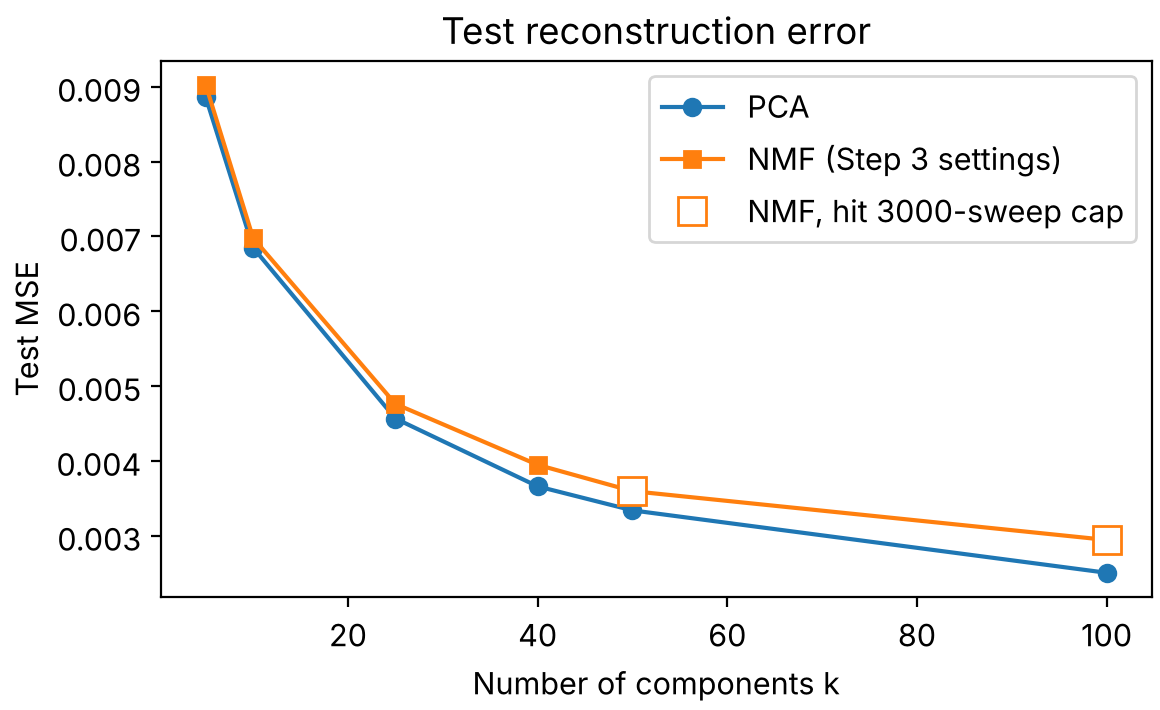 Test reconstruction error
0.009
0.008
0.007
0.006
0.005
0.004
0.003
Test MSE
PCA
NMF (Step 3 settings)
NMF, hit 3000-sweep cap
20 40 60 80 100
Number of components k